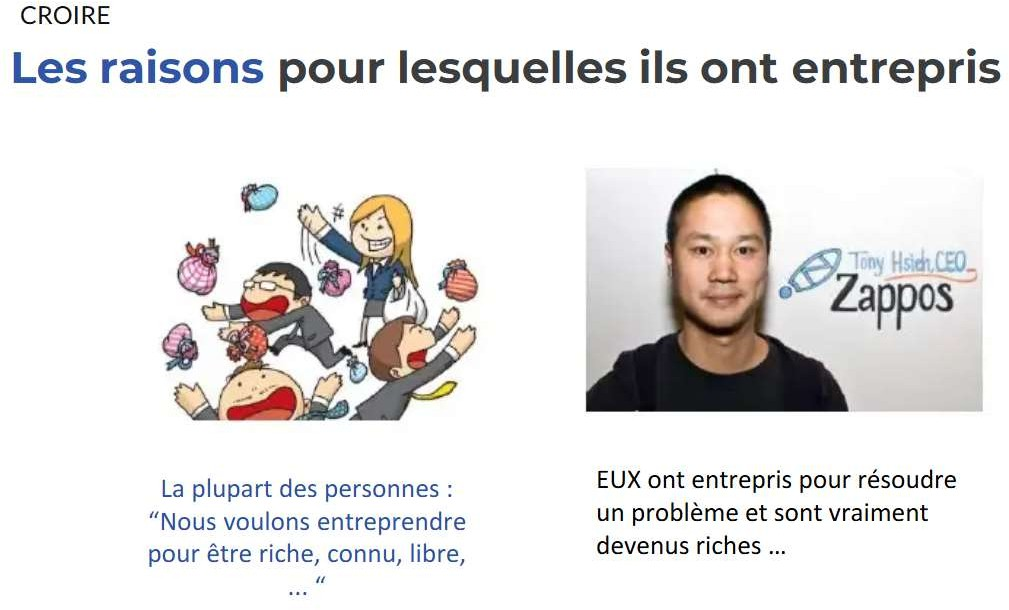 CROIRE
Les raisons pour lesquelles ils ont entrepris
Tony Hsieh, CEO
Zappos
La plupart des personnes :
“Nous voulons entreprendre
pour être riche, connu, libre,
... “
EUX ont entrepris pour résoudre
un problème et sont vraiment
devenus riches ...